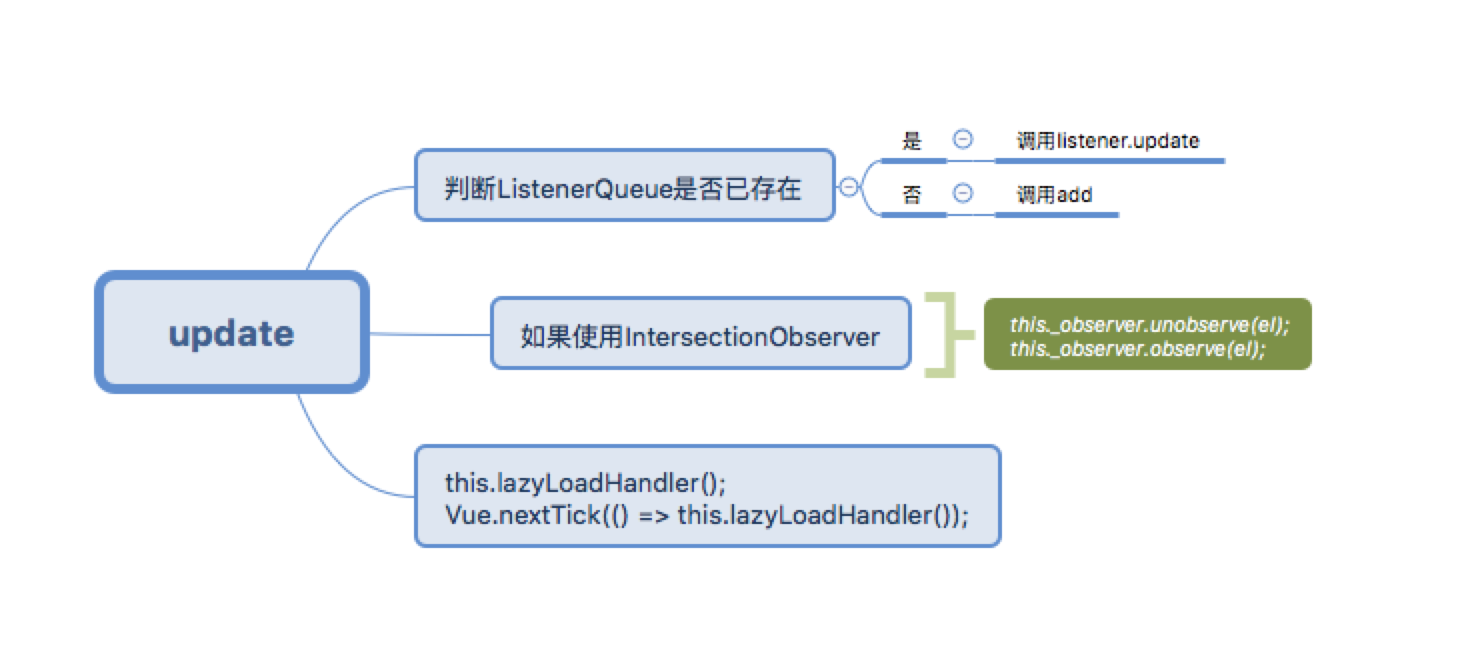 update
判断ListenerQueue是否已存在
是
调用listener.update
否
调用add
如果使用IntersectionObserver
this._observer.unobserve(el);
this._observer.observe(el);
this.lazyLoadHandler();
Vue.nextTick(() => this.lazyLoadHandler());